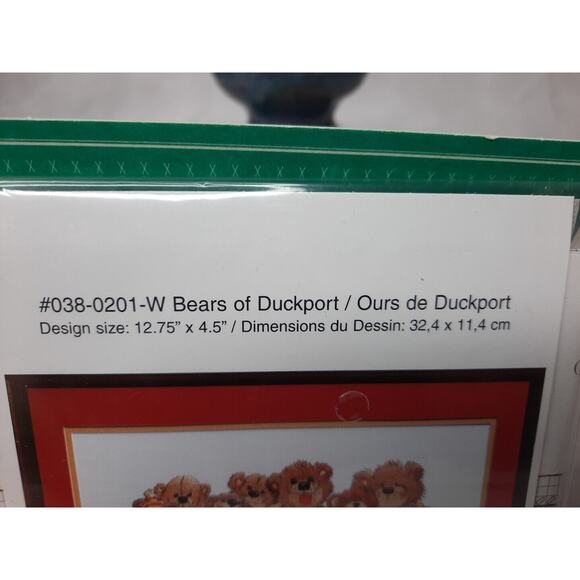 #038-0201-W Bears of Duckport / Ours de Duckport
Design size: 12.75” x 4.5” / Dimensions du Dessin: 32,4 x 11,4 cm